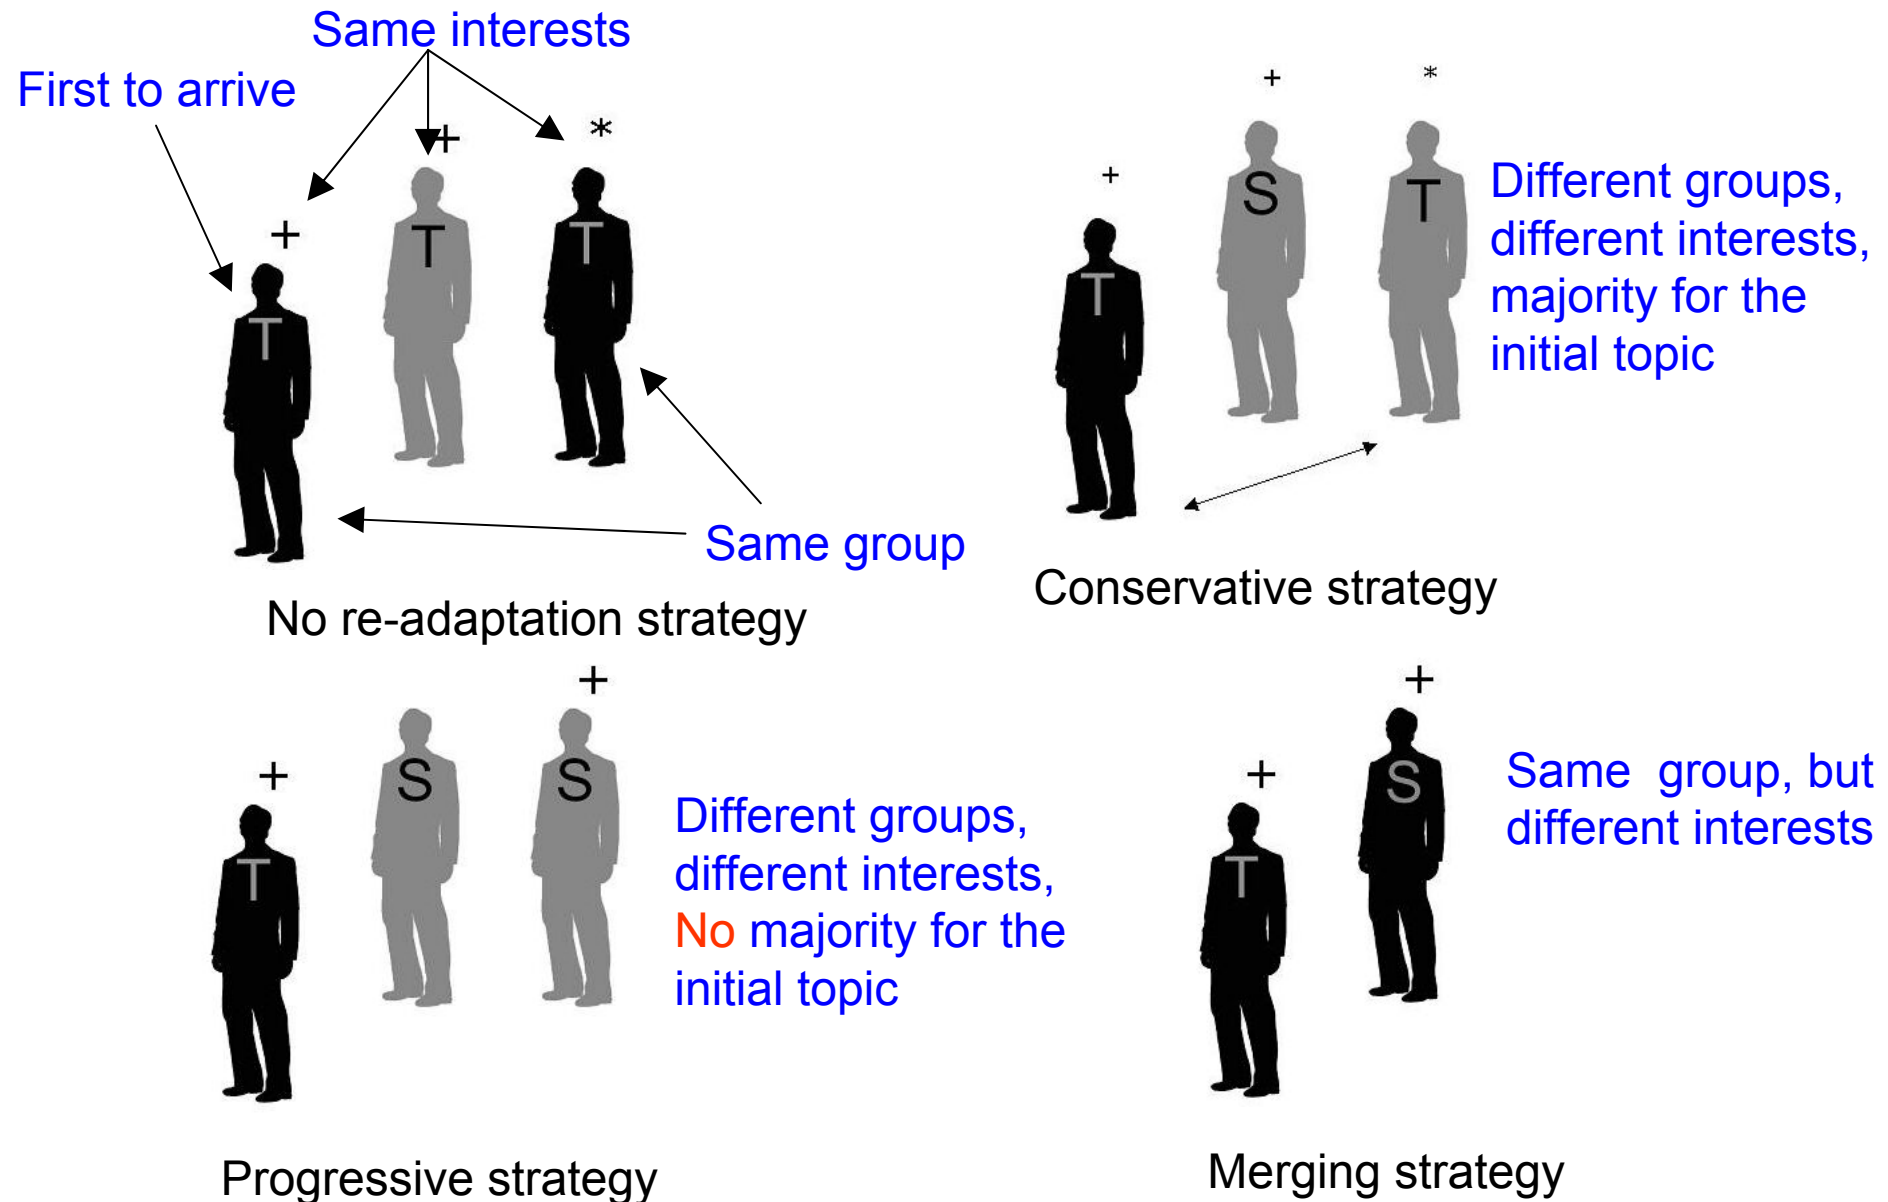 Same interests
First to arrive
+
+
*
T
T
T
Same group
No re-adaptation strategy
+
*
+
S
T
T
Different groups,
different interests,
majority for the
initial topic
Conservative strategy
+
+
S
S
T
Different groups,
different interests,
No majority for the
initial topic
Progressive strategy
+
+
S
T
Same group, but
different interests
Merging strategy